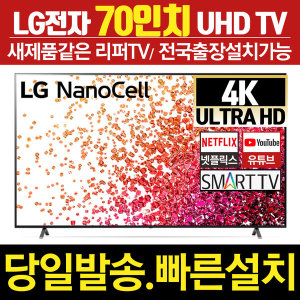 LG전자 70인치 UHD TV
새제품같은 리퍼TV/ 전국출장설치가능
LG NanoCell
4K
ULTRA HD
NETFLIX YouTube
넷플릭스 유튜브
SMART TV
당일발송.빠른설치